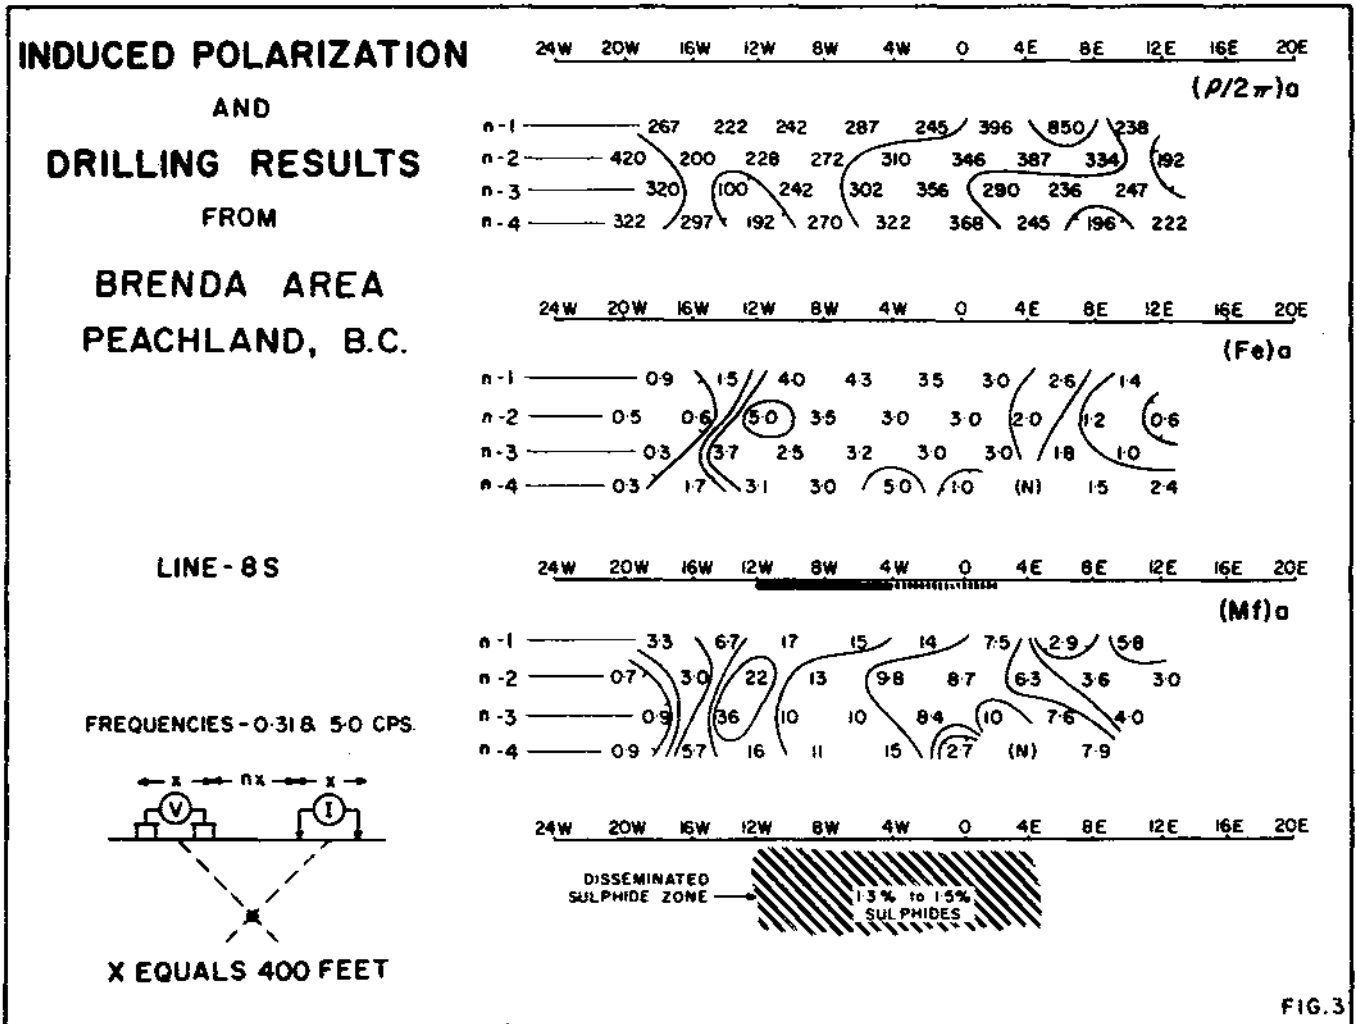 INDUCED POLARIZATION
AND
DRILLING RESULTS
FROM
BRENDA AREA
PEACHLAND, B.C.
LINE-8S
FREQUENCIES-0·31 & 5·0 CPS.
x nx x
V I
X EQUALS 400 FEET
24W 20W 16W 12W 8W 4W 0 4E 8E 12E 16E 20E
(ρ/2π)a
n-1 267 222 242 287 245 396 850 238
n-2 420 200 228 272 310 346 387 334 192
n-3 320 100 242 302 356 290 236 247
n-4 322 297 192 270 322 368 245 196 222
24W 20W 16W 12W 8W 4W 0 4E 8E 12E 16E 20E
(Fe)a
n-1 0·9 1·5 4·0 4·3 3·5 3·0 2·6 1·4
n-2 0·5 0·6 5·0 3·5 3·0 3·0 2·0 1·2 0·6
n-3 0·3 3·7 2·5 3·2 3·0 3·0 1·8 1·0
n-4 0·3 1·7 3·1 3·0 5·0 1·0 (N) 1·5 2·4
24W 20W 16W 12W 8W 4W 0 4E 8E 12E 16E 20E
(Mf)a
n-1 3·3 6·7 17 15 14 7·5 2·9 5·8
n-2 0·7 3·0 22 13 9·8 8·7 6·3 3·6 3·0
n-3 0·9 36 10 10 8·4 10 7·6 4·0
n-4 0·9 5·7 16 11 15 2·7 (N) 7·9
24W 20W 16W 12W 8W 4W 0 4E 8E 12E 16E 20E
DISSEMINATED
SULPHIDE ZONE
1·3% to 1·5%
SULPHIDES
FIG.3